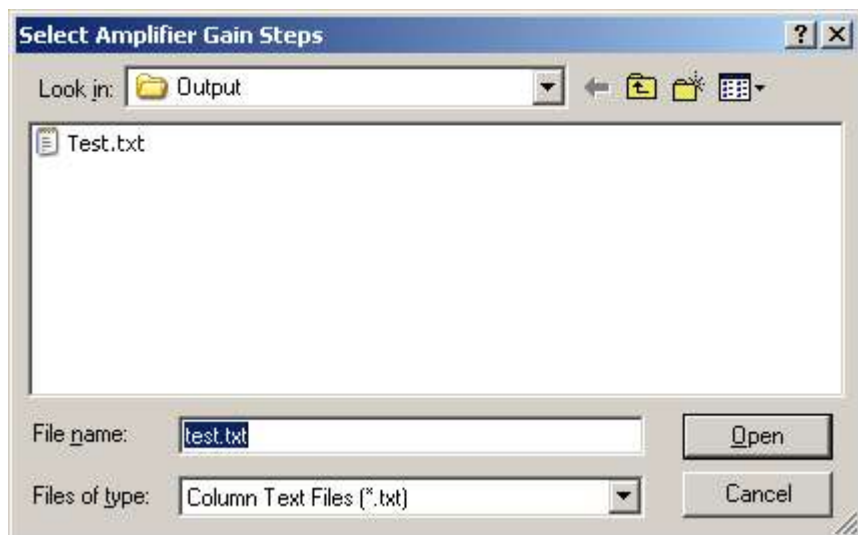 Select Amplifier Gain Steps
Look in: Output
Test.txt
File name: test.txt Open
Files of type: Column Text Files (*.txt) Cancel